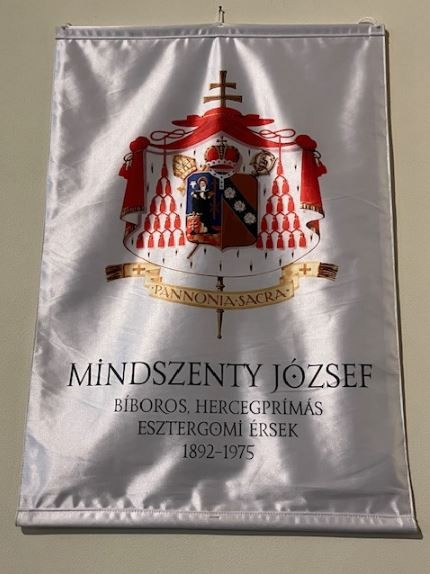 PANNONIA·SACRA
MINDSZENTY JÓZSEF
BÍBOROS, HERCEGPRÍMÁS
ESZTERGOMI ÉRSEK
1892–1975